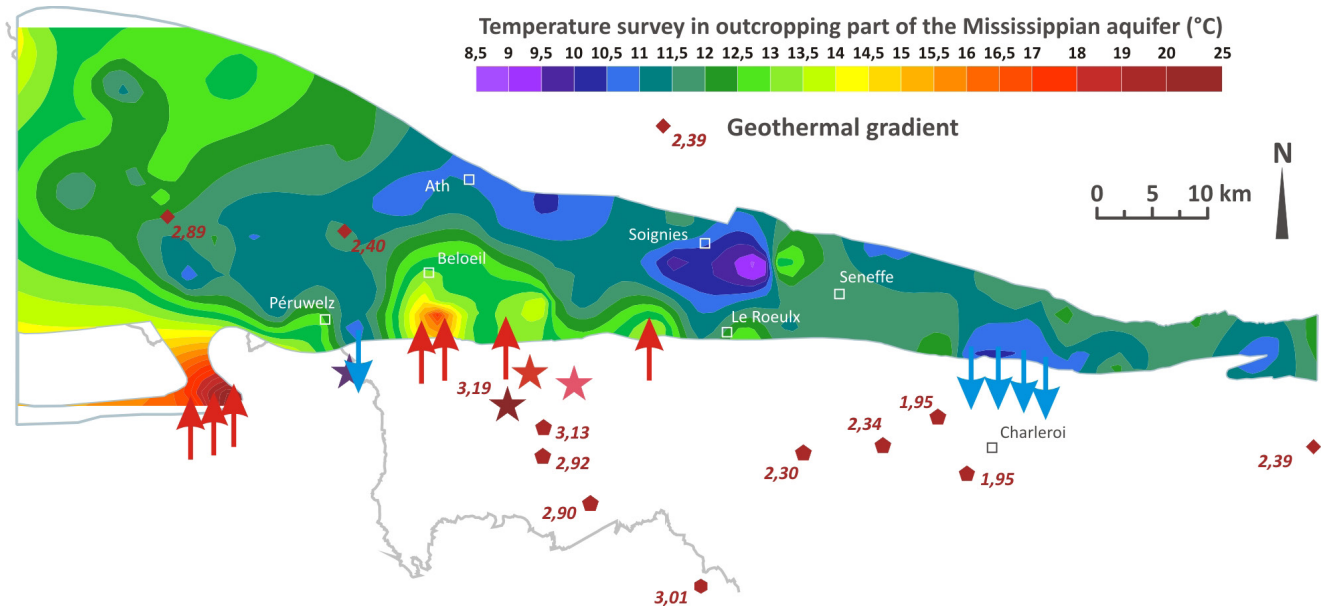 Temperature survey in outcropping part of the Mississippian aquifer (°C)
8,5 9 9,5 10 10,5 11 11,5 12 12,5 13 13,5 14 14,5 15 15,5 16 16,5 17 18 19 20 25
2,39 Geothermal gradient
N
0 5 10 km
Ath
2,89
2,40
Soignies
Beloeil
Seneffe
Péruwelz
Le Roeulx
3,19
1,95
3,13
2,34
Charleroi
2,92
2,30
2,39
1,95
2,90
3,01